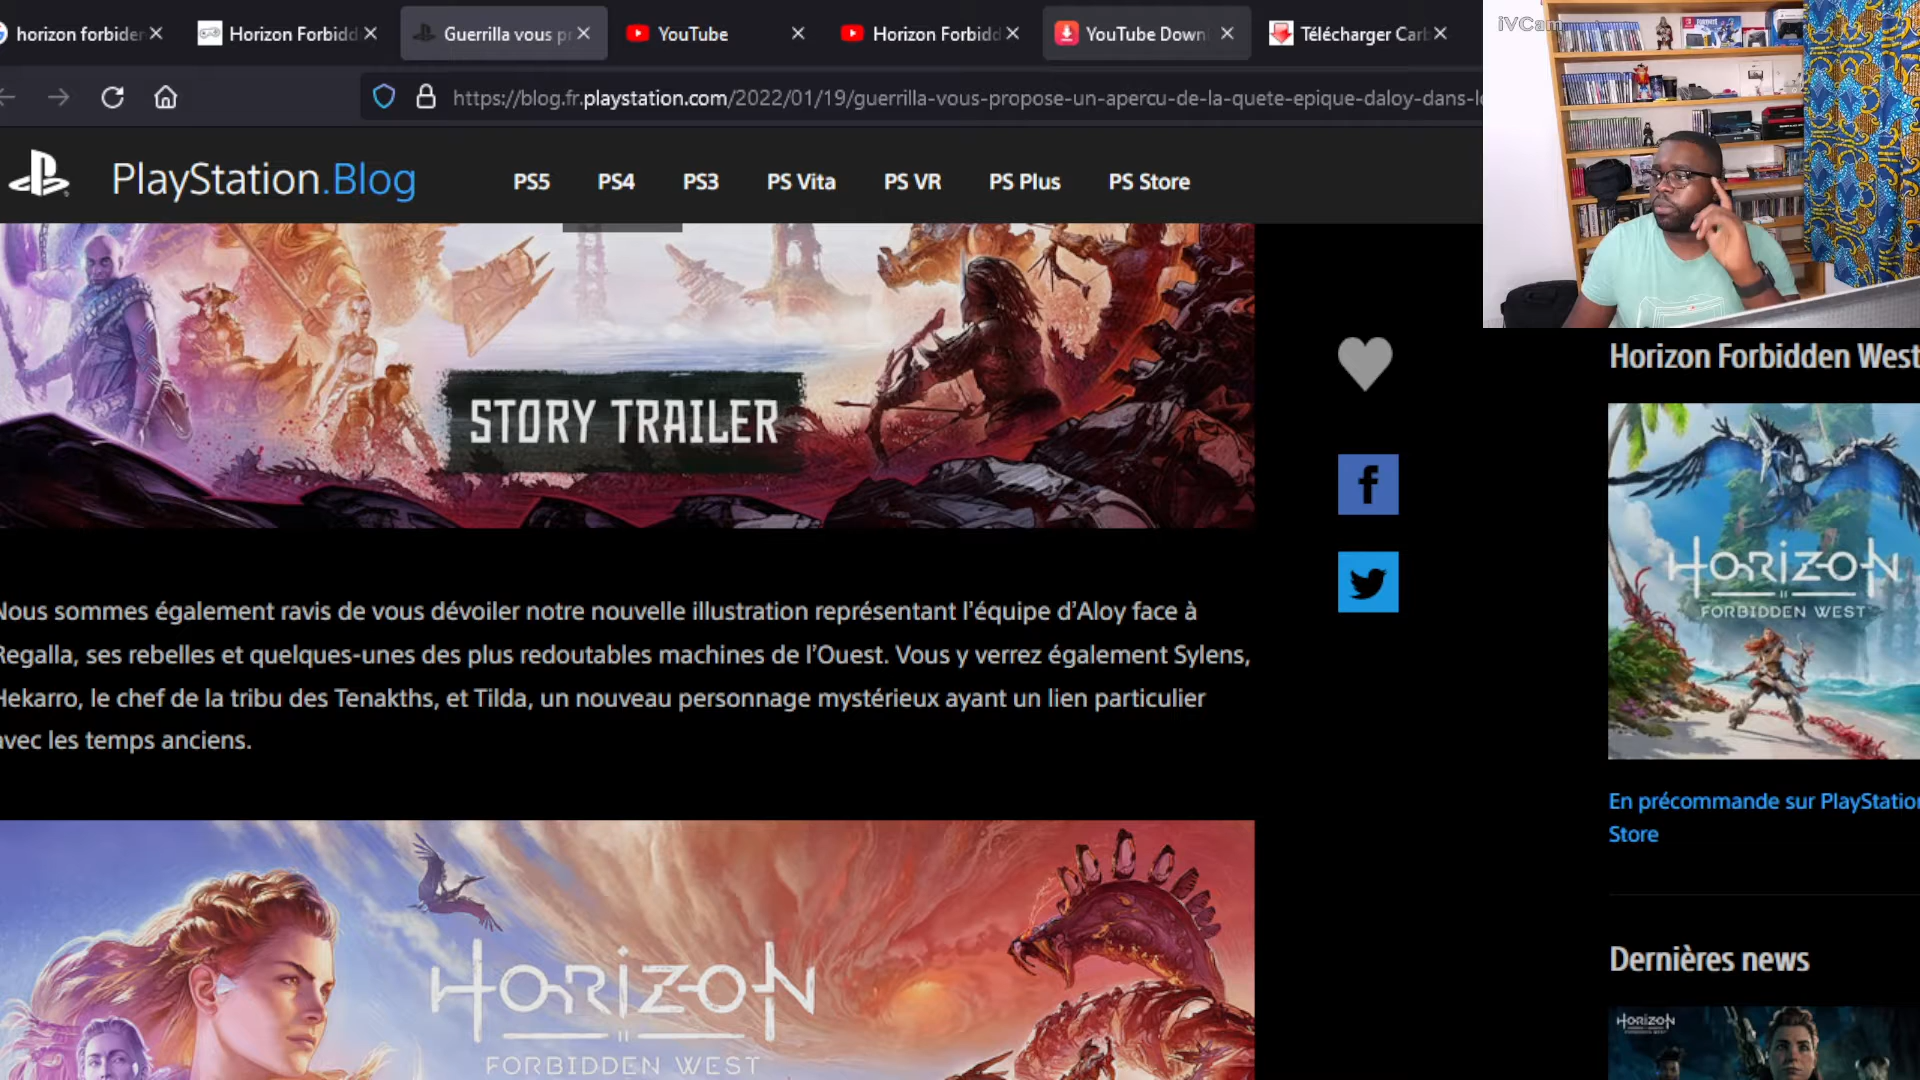 horizon forbider
Horizon Forbidd
Guerrilla vous p
YouTube
Horizon Forbidd
YouTube Down
Télécharger Carb
iVCam
https://blog.fr.playstation.com/2022/01/19/guerrilla-vous-propose-un-apercu-de-la-quete-epique-daloy-dans-l
PlayStation.Blog
PS5
PS4
PS3
PS Vita
PS VR
PS Plus
PS Store
STORY TRAILER
Nous sommes également ravis de vous dévoiler notre nouvelle illustration représentant l’équipe d’Aloy face à
Regalla, ses rebelles et quelques-unes des plus redoutables machines de l’Ouest. Vous y verrez également Sylens,
Hekarro, le chef de la tribu des Tenakths, et Tilda, un nouveau personnage mystérieux ayant un lien particulier
avec les temps anciens.
HORIZON
FORBIDDEN WEST
Horizon Forbidden West
HORIZON
FORBIDDEN WEST
En précommande sur PlayStation
Store
Dernières news
HORIZON